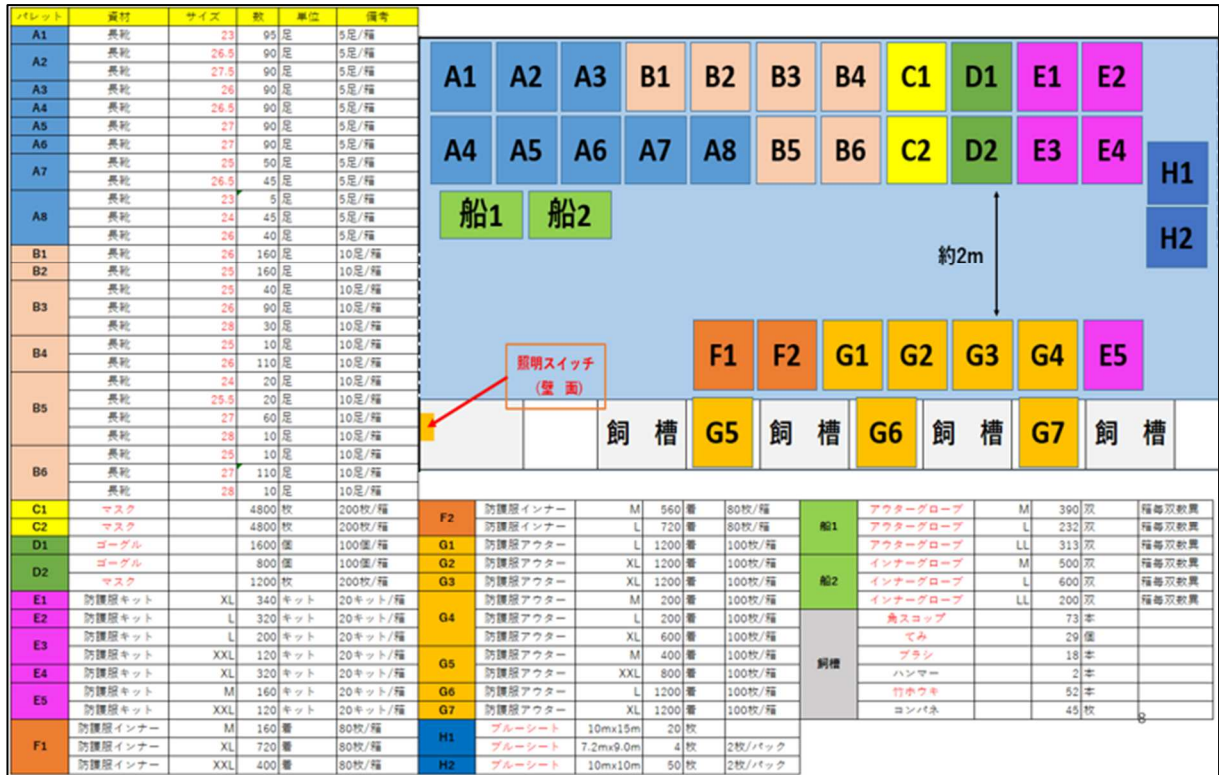 パレット 資材 サイズ 数 単位 備考
A1 長靴 23 95 足 5足/箱
A2 長靴 26.5 90 足 5足/箱
長靴 27.5 90 足 5足/箱
A3 長靴 26 90 足 5足/箱
A4 長靴 26.5 90 足 5足/箱
A5 長靴 27 90 足 5足/箱
A6 長靴 27 90 足 5足/箱
A7 長靴 25 50 足 5足/箱
長靴 26.5 45 足 5足/箱
A8 長靴 23 5 足 5足/箱
長靴 24 45 足 5足/箱
長靴 26 40 足 5足/箱
B1 長靴 26 160 足 10足/箱
B2 長靴 25 160 足 10足/箱
B3 長靴 25 40 足 10足/箱
長靴 26 90 足 10足/箱
長靴 28 30 足 10足/箱
B4 長靴 25 10 足 10足/箱
長靴 26 110 足 10足/箱
B5 長靴 24 20 足 10足/箱
長靴 25.5 20 足 10足/箱
長靴 27 60 足 10足/箱
長靴 28 10 足 10足/箱
B6 長靴 25 10 足 10足/箱
長靴 27 110 足 10足/箱
長靴 28 10 足 10足/箱
C1 マスク 4800 枚 200枚/箱
C2 マスク 4800 枚 200枚/箱
D1 ゴーグル 1600 個 100個/箱
D2 ゴーグル 800 個 100個/箱
マスク 1200 枚 200枚/箱
E1 防護服キット XL 340 キット 20キット/箱
E2 防護服キット L 320 キット 20キット/箱
E3 防護服キット L 200 キット 20キット/箱
防護服キット XXL 120 キット 20キット/箱
E4 防護服キット XL 320 キット 20キット/箱
E5 防護服キット M 160 キット 20キット/箱
防護服キット XXL 120 キット 20キット/箱
F1 防護服インナー M 160 着 80枚/箱
防護服インナー XL 720 着 80枚/箱
防護服インナー XXL 400 着 80枚/箱
A1 A2 A3 B1 B2 B3 B4 C1 D1 E1 E2
A4 A5 A6 A7 A8 B5 B6 C2 D2 E3 E4
H1
船1 船2
H2
約2m
F1 F2 G1 G2 G3 G4 E5
照明スイッチ
(壁 面)
飼 槽 G5 飼 槽 G6 飼 槽 G7 飼 槽
F2 防護服インナー M 560 着 80枚/箱
防護服インナー L 720 着 80枚/箱
G1 防護服アウター L 1200 着 100枚/箱
G2 防護服アウター XL 1200 着 100枚/箱
G3 防護服アウター XL 1200 着 100枚/箱
G4 防護服アウター M 200 着 100枚/箱
防護服アウター L 200 着 100枚/箱
防護服アウター XL 600 着 100枚/箱
G5 防護服アウター M 400 着 100枚/箱
防護服アウター XXL 800 着 100枚/箱
G6 防護服アウター L 1200 着 100枚/箱
G7 防護服アウター XL 1200 着 100枚/箱
H1 ブルーシート 10mx15m 20 枚
ブルーシート 7.2mx9.0m 4 枚 2枚/パック
H2 ブルーシート 10mx10m 50 枚 2枚/パック
船1 アウターグローブ M 390 双 箱毎双数異
アウターグローブ L 232 双 箱毎双数異
アウターグローブ LL 313 双 箱毎双数異
船2 インナーグローブ M 500 双 箱毎双数異
インナーグローブ L 600 双 箱毎双数異
インナーグローブ LL 200 双 箱毎双数異
飼槽 角スコップ 73 本
てみ 29 個
ブラシ 18 本
ハンマー 2 本
竹ホウキ 52 本
コンパネ 45 枚
8